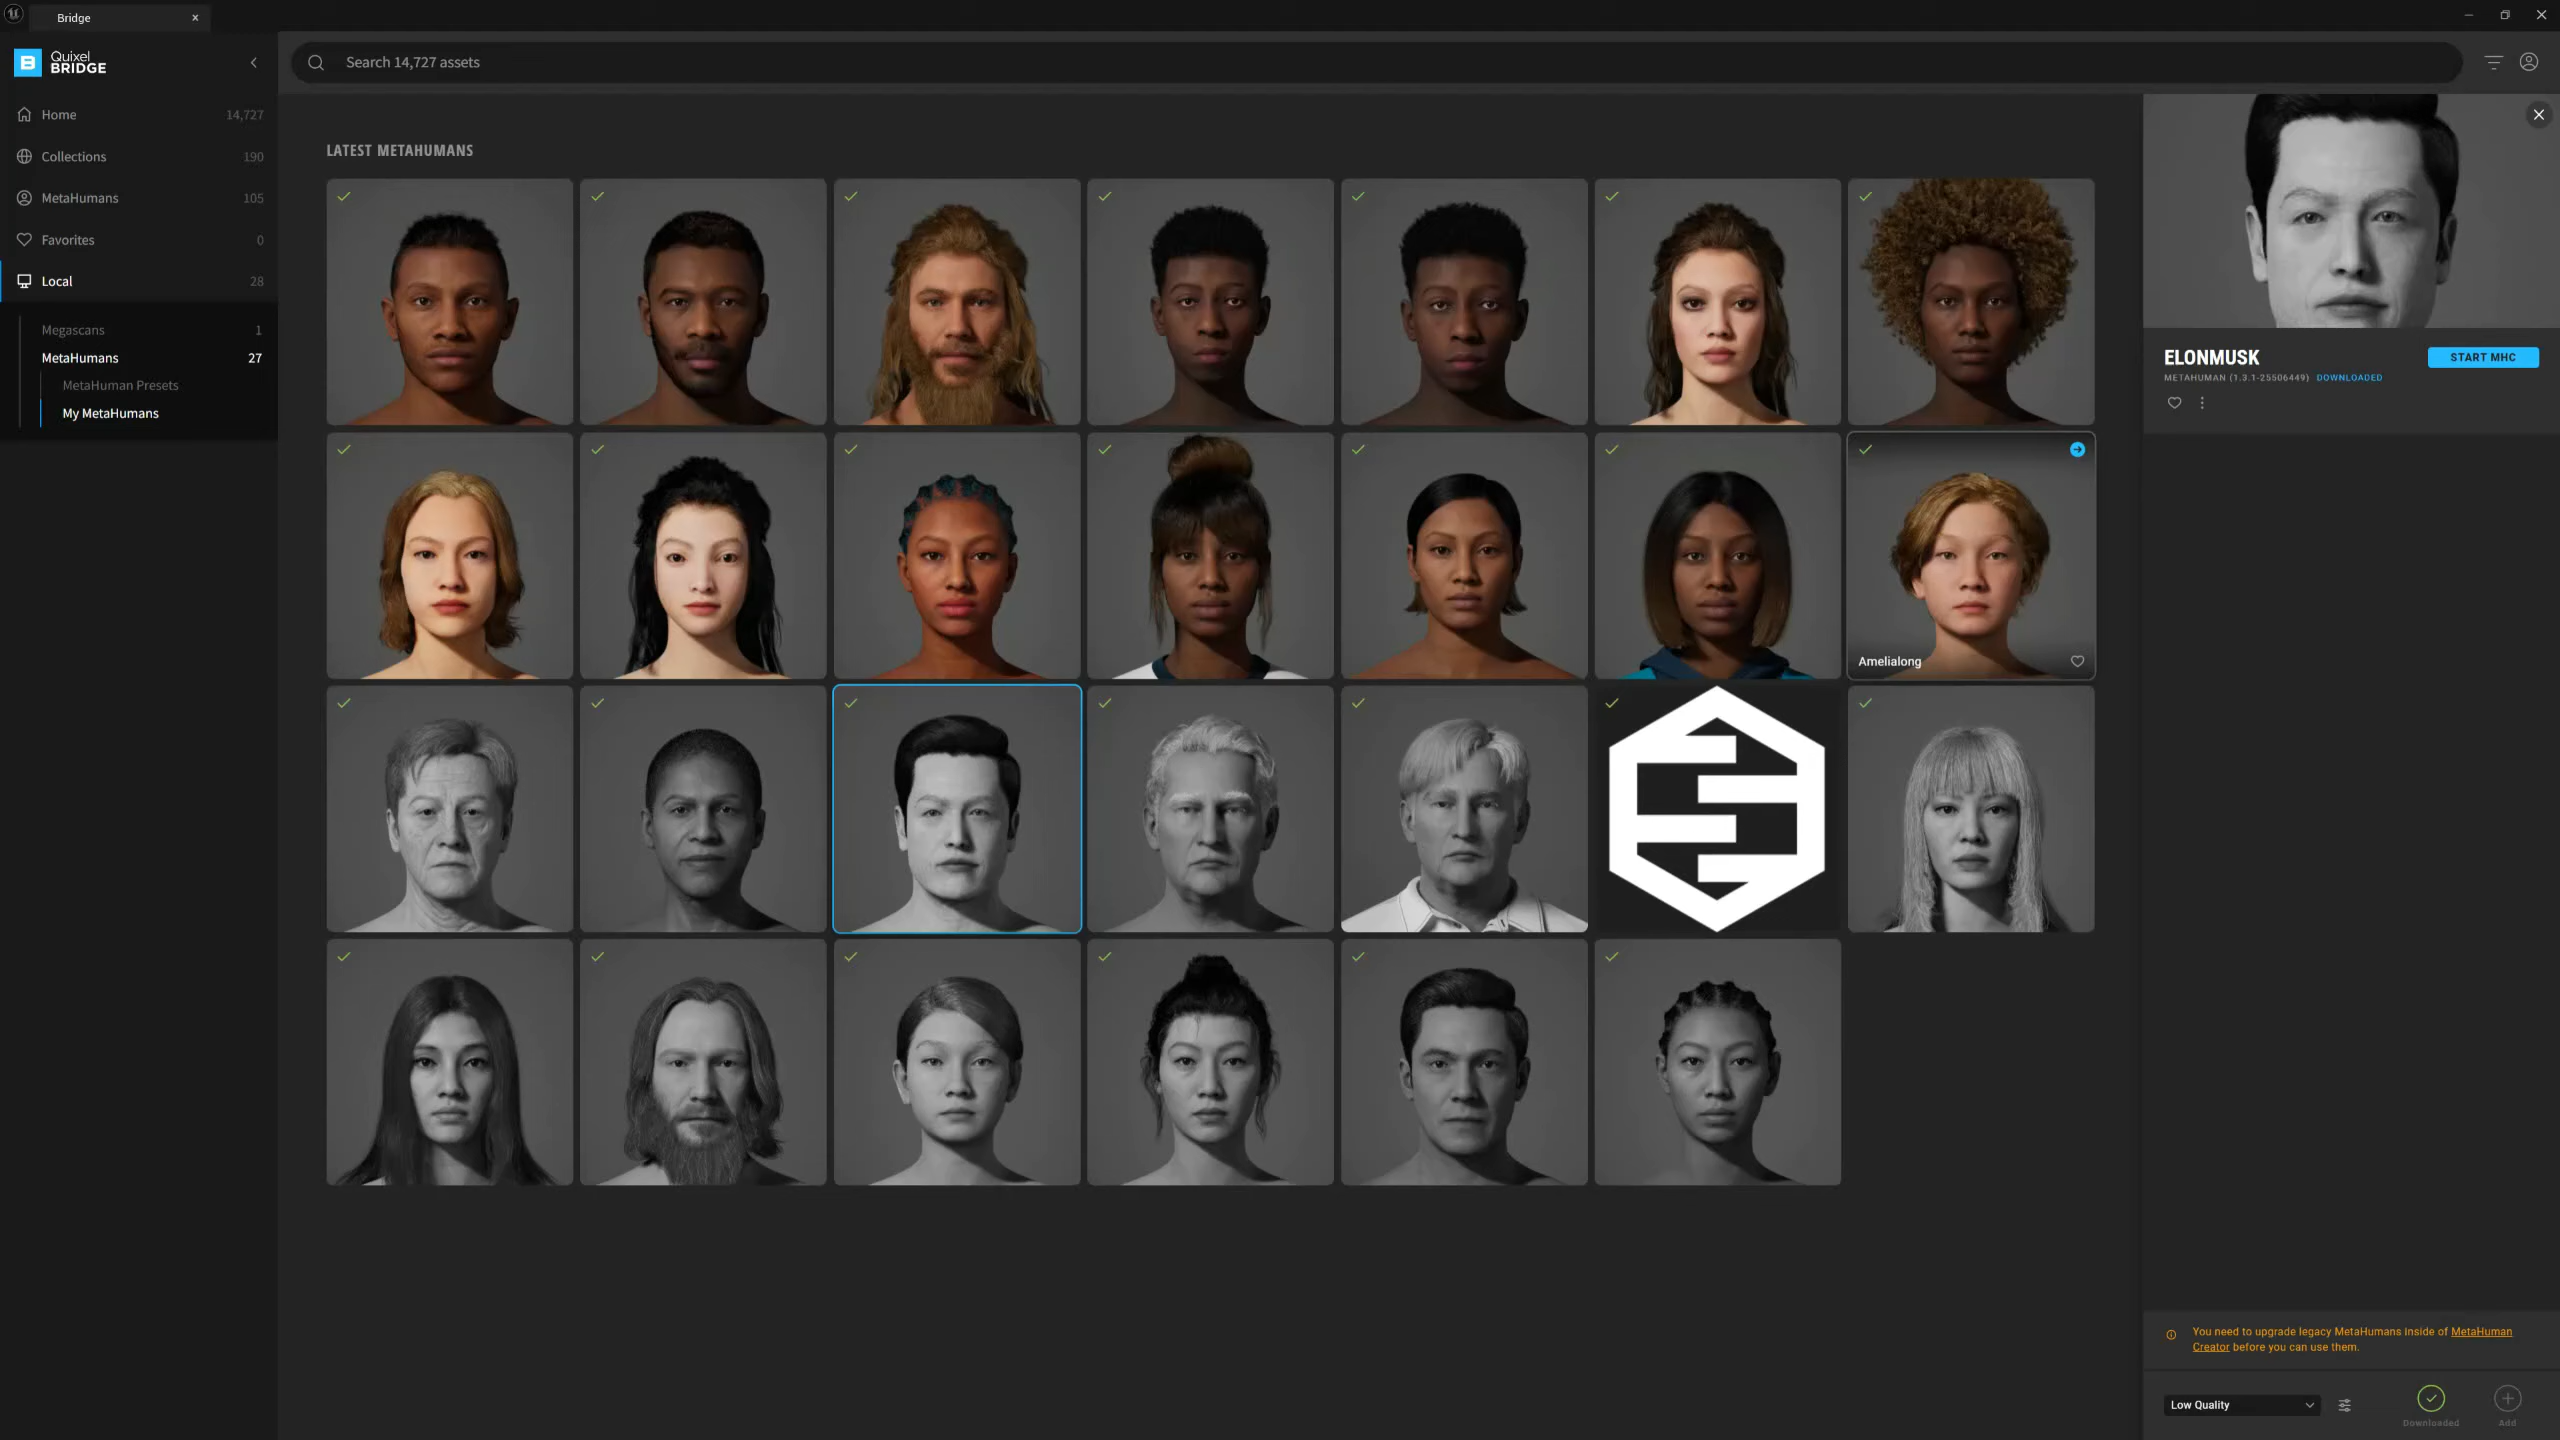 Bridge
Quixel
BRIDGE
Search 14,727 assets
Home 14,727
Collections 190
MetaHumans 105
Favorites 0
Local 28
Megascans 1
MetaHumans 27
MetaHuman Presets
My MetaHumans
LATEST METAHUMANS
Amelialong
ELONMUSK
START MHC
METAHUMAN (1.3.1-25506449) DOWNLOADED
You need to upgrade legacy MetaHumans inside of MetaHuman
Creator before you can use them.
Low Quality
Downloaded
Add